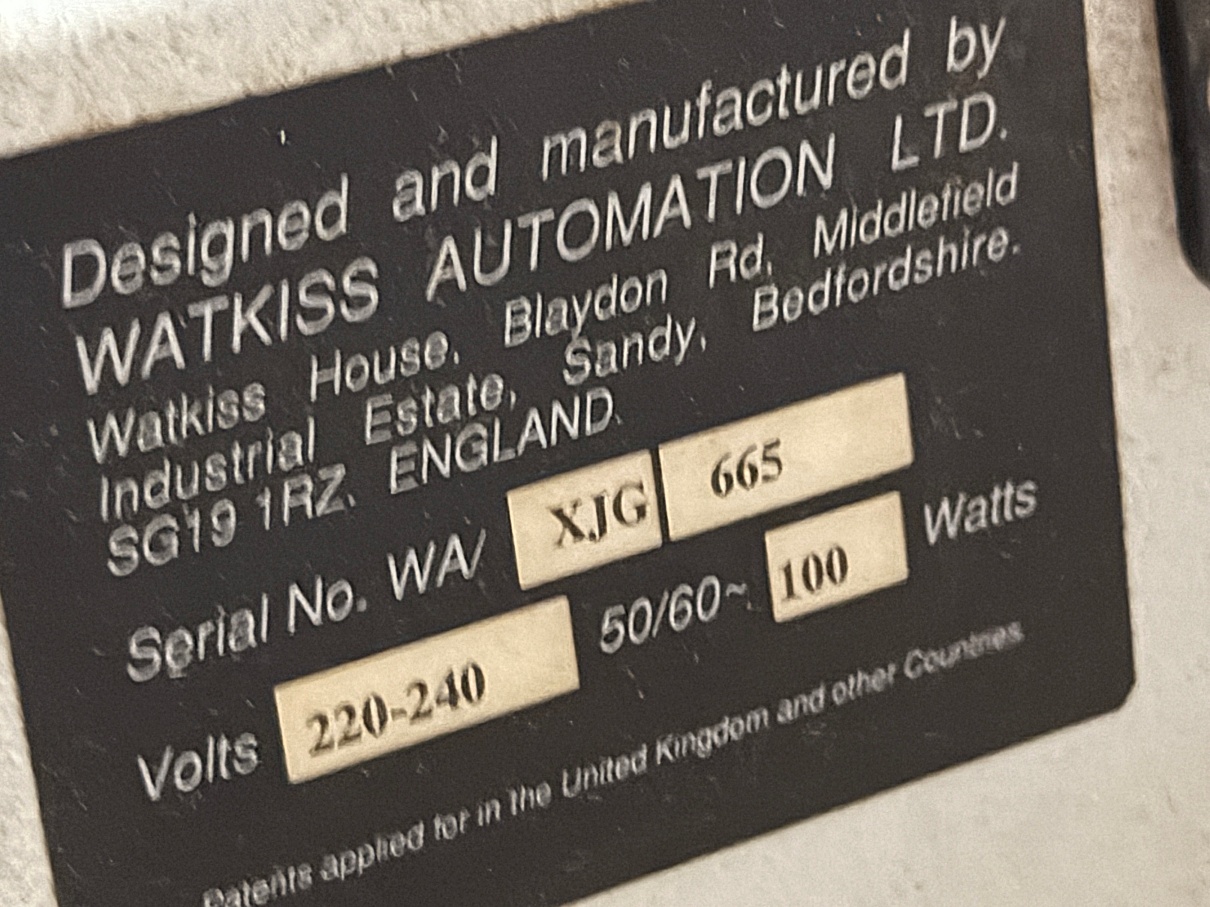 Designed and manufactured by
WATKISS AUTOMATION LTD.
Watkiss House, Blaydon Rd, Middlefield
Industrial Estate, Sandy, Bedfordshire.
SG19 1RZ. ENGLAND.
Serial No. WA/ XJG 665
Volts 220-240 50/60~ 100 Watts
Patents applied for in the United Kingdom and other Countries